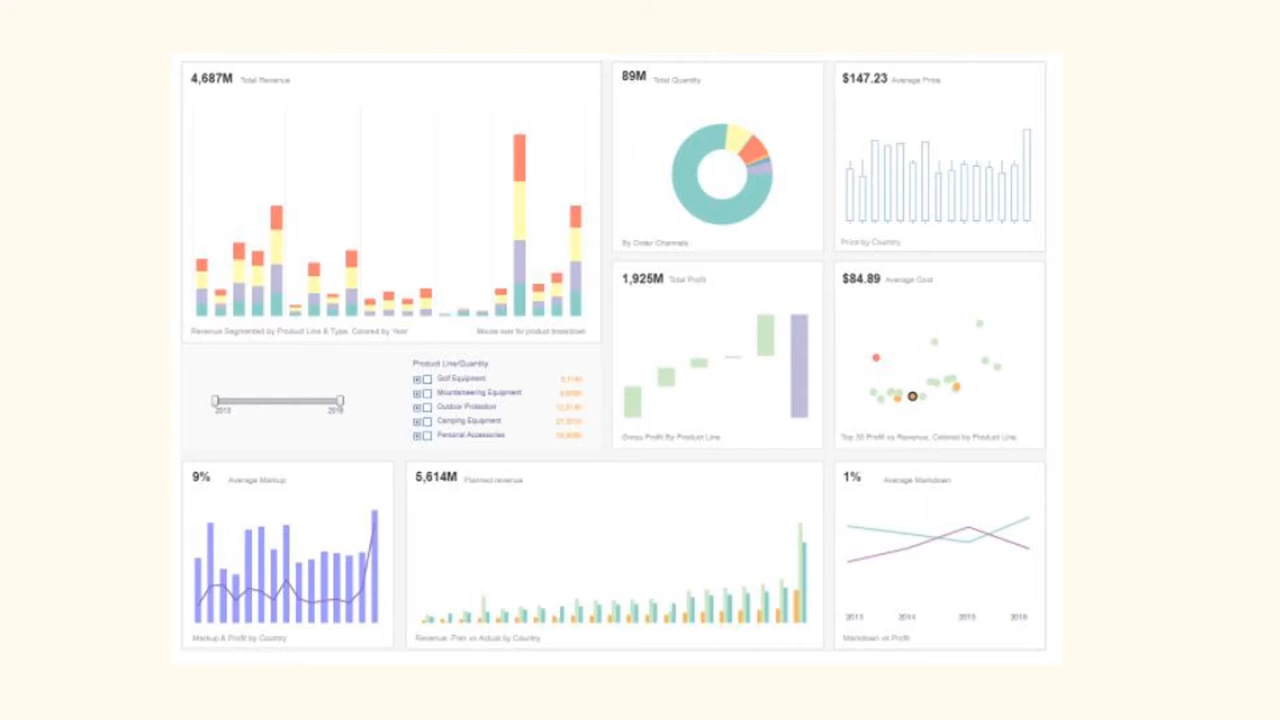 4,687M Total Revenue
Revenue Segmented by Product Line & Type, Colored by Year
Mouse over for product breakdown
89M Total Quantity
By Order Channels
$147.23 Average Price
Price by Country
2013
2016
Product Line/Quantity
Golf Equipment
Mountaineering Equipment
Outdoor Protection
Camping Equipment
Personal Accessories
1,925M Total Profit
Gross Profit By Product Line
$84.89 Average Cost
Top 30 Profit vs Revenue, Colored by Product Line
9% Average Markup
Markup & Profit by Country
5,614M Planned revenue
Revenue: Plan vs Actual by Country
1% Average Markdown
2013 2014 2015 2016
Markdown vs Profit